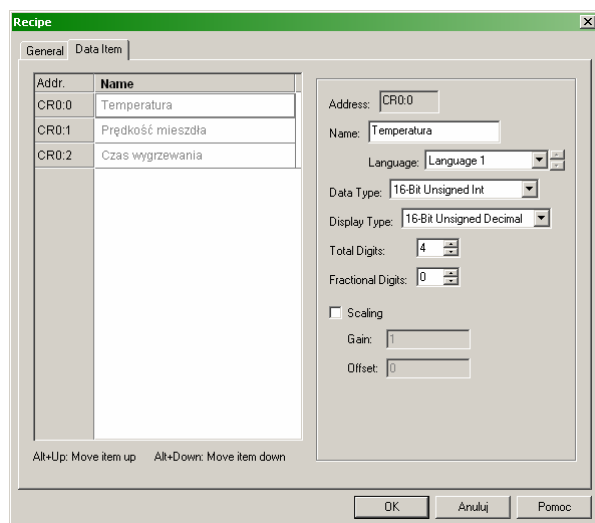 Recipe
General Data Item
Addr. Name
CR0:0 Temperatura
CR0:1 Prędkość mieszdła
CR0:2 Czas wygrzewania
Alt+Up: Move item up Alt+Down: Move item down
Address: CR0:0
Name: Temperatura
Language: Language 1
Data Type: 16-Bit Unsigned Int
Display Type: 16-Bit Unsigned Decimal
Total Digits: 4
Fractional Digits: 0
Scaling
Gain: 1
Offset: 0
OK Anuluj Pomoc